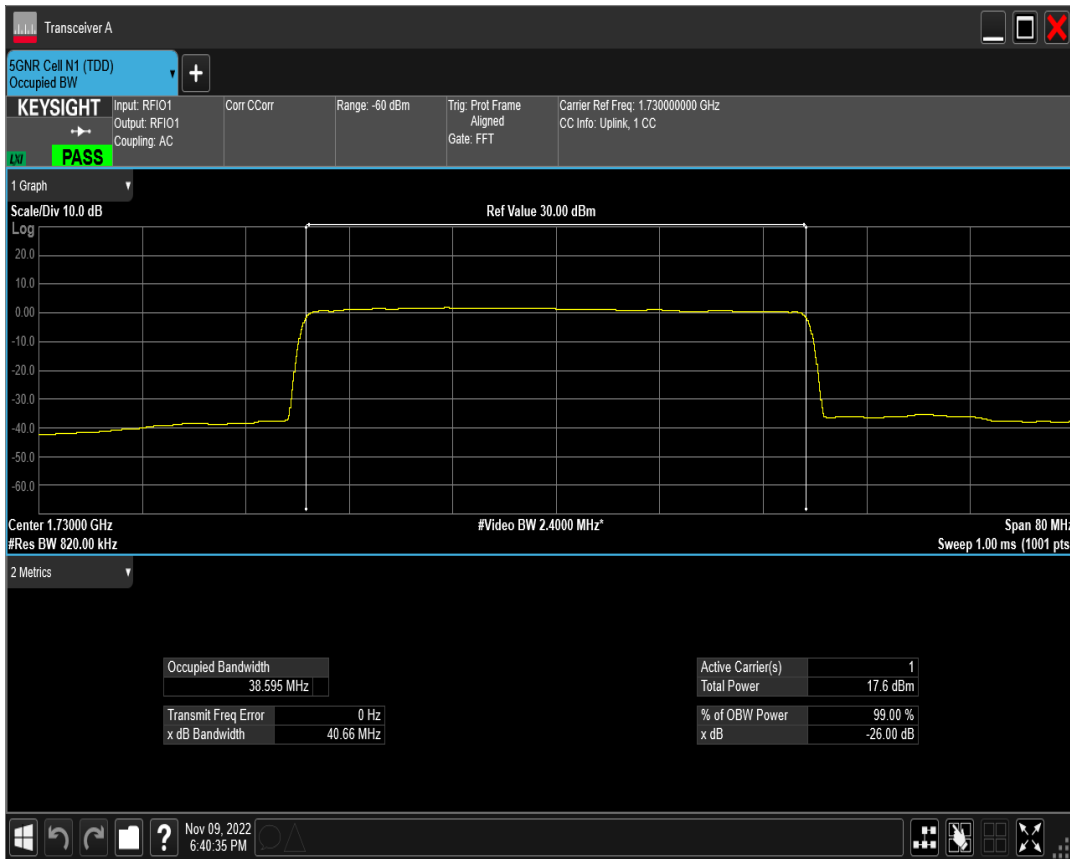 Transceiver A
5GNR Cell N1 (TDD)
Occupied BW
+
KEYSIGHT
LXI
PASS
Input: RFIO1
Output: RFIO1
Coupling: AC
Corr CCorr
Range: -60 dBm
Trig: Prot Frame
Aligned
Gate: FFT
Carrier Ref Freq: 1.730000000 GHz
CC Info: Uplink, 1 CC
1 Graph
Scale/Div 10.0 dB
Ref Value 30.00 dBm
Log
20.0
10.0
0.00
-10.0
-20.0
-30.0
-40.0
-50.0
-60.0
Center 1.73000 GHz
#Video BW 2.4000 MHz*
Span 80 MHz
#Res BW 820.00 kHz
Sweep 1.00 ms (1001 pts
2 Metrics
Occupied Bandwidth
38.595 MHz
Transmit Freq Error 0 Hz
x dB Bandwidth 40.66 MHz
Active Carrier(s) 1
Total Power 17.6 dBm
% of OBW Power 99.00 %
x dB -26.00 dB
?
Nov 09, 2022
6:40:35 PM